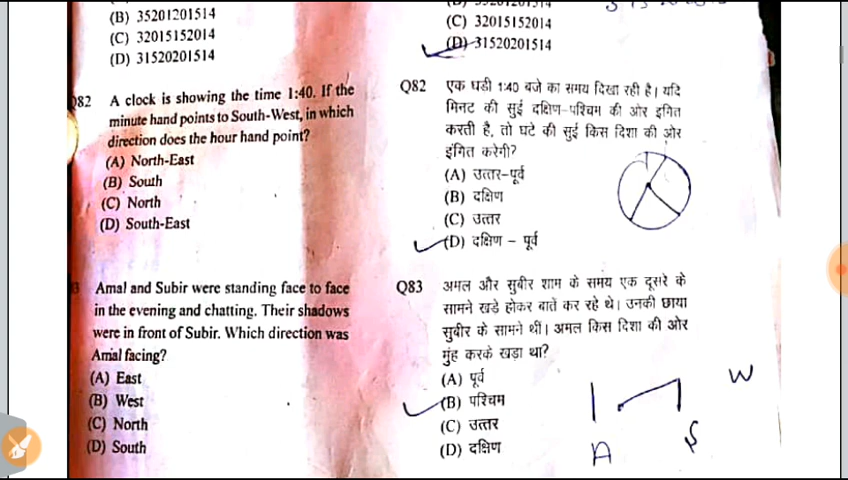 (B) 35201201514
(C) 32015152014
(D) 31520201514
Q82 A clock is showing the time 1:40. If the
minute hand points to South-West, in which
direction does the hour hand point?
(A) North-East
(B) South
(C) North
(D) South-East
3 Amal and Subir were standing face to face
in the evening and chatting. Their shadows
were in front of Subir. Which direction was
Amal facing?
(A) East
(B) West
(C) North
(D) South
(C) 32015152014
(D) 31520201514
Q82 एक घडी 1:40 बजे का समय दिखा रही है। यदि
मिनट की सुई दक्षिण-पश्चिम की ओर इंगित
करती है, तो घटे की सुई किस दिशा की ओर
इंगित करेगी?
(A) उत्तर-पूर्व
(B) दक्षिण
(C) उत्तर
(D) दक्षिण - पूर्व
Q83 अमल और सुबीर शाम के समय एक दूसरे के
सामने खडे होकर बातें कर रहे थे। उनकी छाया
सुबीर के सामने थीं। अमल किस दिशा की ओर
मुंह करके खड़ा था?
(A) पूर्व
(B) पश्चिम
(C) उत्तर
(D) दक्षिण
W
A S